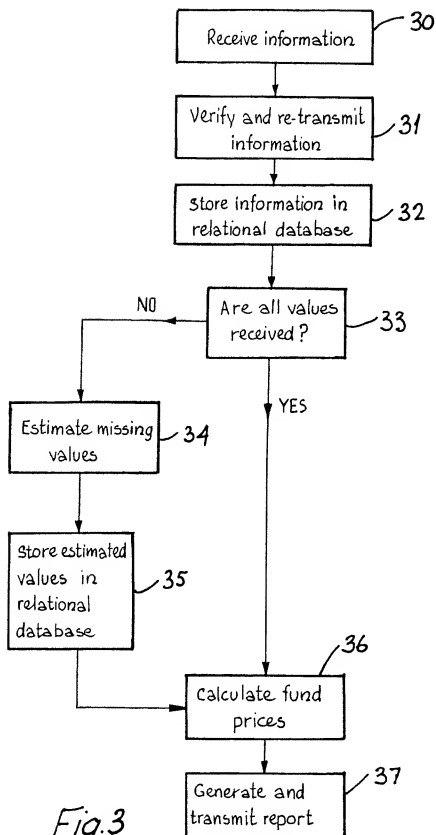 30
Receive information
Verify and re-transmit
information
31
Store information in
relational database
32
Are all values
received?
33
NO
YES
Estimate missing
values
34
Store estimated
values in
relational
database
35
36
Calculate fund
prices
37
Generate and
transmit report
Fig.3